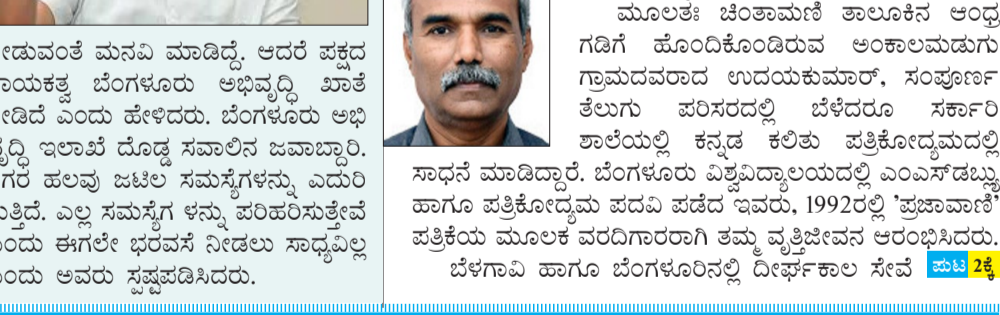 ಮನವಿ ಮಾಡಿದ್ದೆ. ಆದರೆ ಪಕ್ಷದ
ಬೆಂಗಳೂರು ಅಭಿವೃದ್ಧಿ ಖಾತೆ
ಎಂದು ಹೇಳಿದರು. ಬೆಂಗಳೂರು ಅಭಿ
ಇಲಾಖೆ ದೊಡ್ಡ ಸವಾಲಿನ ಜವಾಬ್ದಾರಿ.
ಹಲವು ಜಟಿಲ ಸಮಸ್ಯೆಗಳನ್ನು ಎದುರಿ
ಎಲ್ಲ ಸಮಸ್ಯೆಗ ಳನ್ನು ಪರಿಹರಿಸುತ್ತೇವೆ
ಈಗಲೇ ಭರವಸೆ ನೀಡಲು ಸಾಧ್ಯವಿಲ್ಲ
ಅವರು ಸ್ಪಷ್ಟಪಡಿಸಿದರು.
ಮೂಲತಃ ಚಿಂತಾಮಣಿ ತಾಲೂಕಿನ ಆಂಧ್ರ
ಗಡಿಗೆ ಹೊಂದಿಕೊಂಡಿರುವ ಅಂಕಾಲಮಡುಗು
ಗ್ರಾಮದವರಾದ ಉದಯಕುಮಾರ್, ಸಂಪೂರ್ಣ
ತೆಲುಗು ಪರಿಸರದಲ್ಲಿ ಬೆಳೆದರೂ ಸರ್ಕಾರಿ
ಶಾಲೆಯಲ್ಲಿ ಕನ್ನಡ ಕಲಿತು ಪತ್ರಿಕೋದ್ಯಮದಲ್ಲಿ
ಸಾಧನೆ ಮಾಡಿದ್ದಾರೆ. ಬೆಂಗಳೂರು ವಿಶ್ವವಿದ್ಯಾಲಯದಲ್ಲಿ ಎಂಎಸ್‌ಡಬ್ಲ್ಯು
ಹಾಗೂ ಪತ್ರಿಕೋದ್ಯಮ ಪದವಿ ಪಡೆದ ಇವರು, 1992ರಲ್ಲಿ 'ಪ್ರಜಾವಾಣಿ'
ಪತ್ರಿಕೆಯ ಮೂಲಕ ವರದಿಗಾರರಾಗಿ ತಮ್ಮ ವೃತ್ತಿಜೀವನ ಆರಂಭಿಸಿದರು.
ಬೆಳಗಾವಿ ಹಾಗೂ ಬೆಂಗಳೂರಿನಲ್ಲಿ ದೀರ್ಘಕಾಲ ಸೇವೆ ಪುಟ 2ಕ್ಕೆ